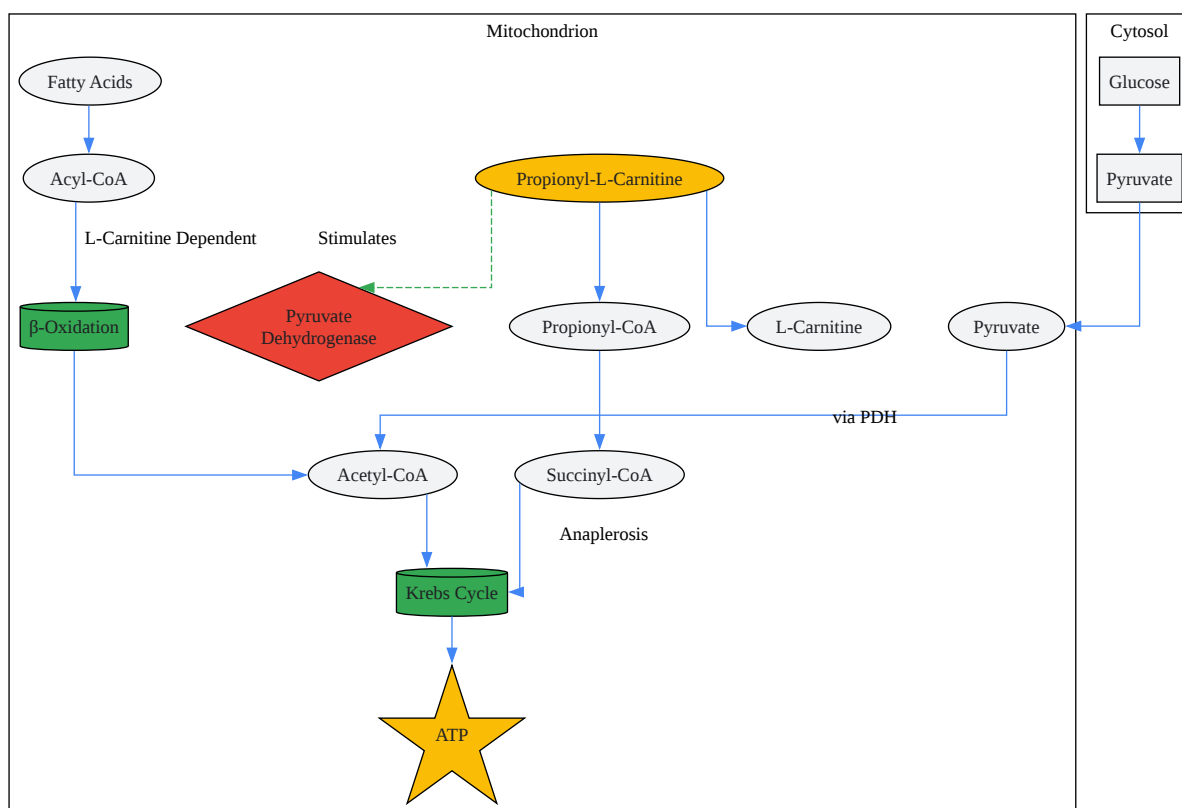 Mitochondrion
Cytosol
Fatty Acids
Glucose
Acyl-CoA
Propionyl-L-Carnitine
Pyruvate
L-Carnitine Dependent
Stimulates
β-Oxidation
Pyruvate
Dehydrogenase
Propionyl-CoA
L-Carnitine
Pyruvate
via PDH
Acetyl-CoA
Succinyl-CoA
Anaplerosis
Krebs Cycle
ATP